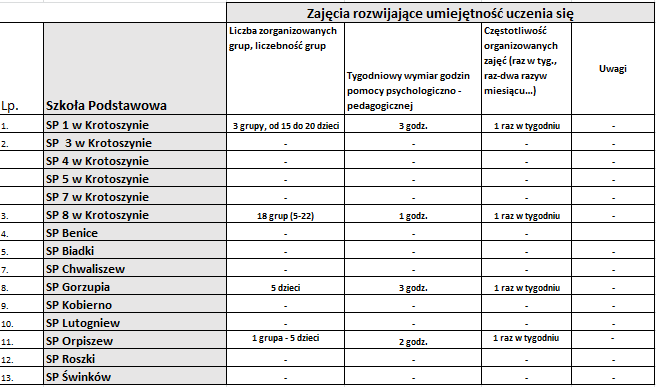 Zajęcia rozwijające umiejętność uczenia się
Lp. Szkoła Podstawowa
Liczba zorganizowanych
grup, liczebność grup
Tygodniowy wymiar godzin
pomocy psychologiczno -
pedagogicznej
Częstotliwość
organizowanych
zajęć (raz w tyg.,
raz-dwa razyw
miesiącu...)
Uwagi
1. SP 1 w Krotoszynie 3 grupy, od 15 do 20 dzieci 3 godz. 1 raz w tygodniu -
2. SP 3 w Krotoszynie - - - -
SP 4 w Krotoszynie - - - -
SP 5 w Krotoszynie - - - -
SP 7 w Krotoszynie - - - -
3. SP 8 w Krotoszynie 18 grup (5-22) 1 godz. 1 raz w tygodniu -
4. SP Benice - - -
5. SP Biadki - - - -
7. SP Chwaliszew - - - -
8. SP Gorzupia 5 dzieci 3 godz. 1 raz w tygodniu -
9. SP Kobierno - - - -
10. SP Lutogniew - - - -
11. SP Orpiszew 1 grupa - 5 dzieci 2 godz. 1 raz w tygodniu -
12. SP Roszki - - - -
13. SP Świnków - - - -